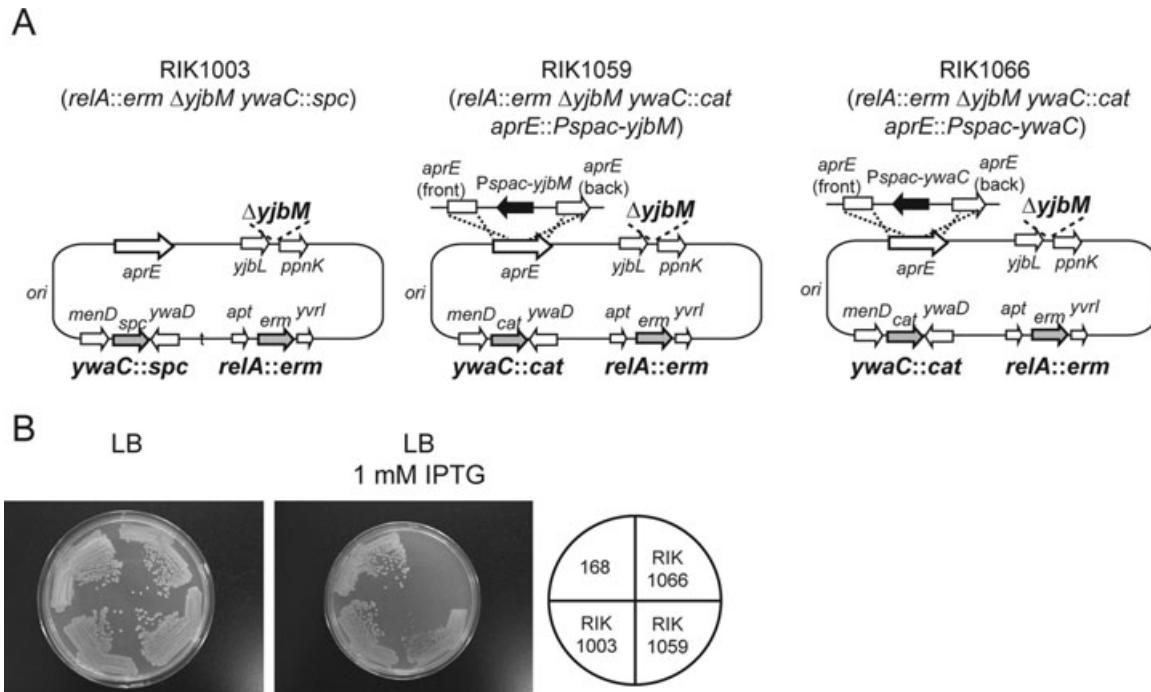 A
RIK1003
(relA::erm ΔyjbM ywaC::spc)
RIK1059
(relA::erm ΔyjbM ywaC::cat
aprE::Pspac-yjbM)
RIK1066
(relA::erm ΔyjbM ywaC::cat
aprE::Pspac-ywaC)
ΔyjbM
aprE
yjbL
ppnK
ori
menD
spc
ywaD
t
apt
erm
yvrI
ywaC::spc
relA::erm
aprE
(front)
Pspac-yjbM
aprE
(back)
ΔyjbM
aprE
yjbL
ppnK
ori
menD
cat
ywaD
apt
erm
yvrI
ywaC::cat
relA::erm
aprE
(front)
Pspac-ywaC
aprE
(back)
ΔyjbM
aprE
yjbL
ppnK
ori
menD
cat
ywaD
apt
erm
yvrI
ywaC::cat
relA::erm
B
LB
LB
1 mM IPTG
168
RIK
1066
RIK
1003
RIK
1059